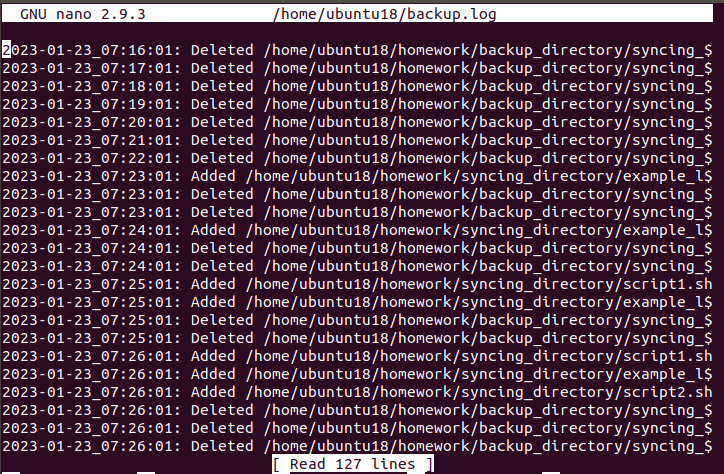 GNU nano 2.9.3 /home/ubuntu18/backup.log
2023-01-23_07:16:01: Deleted /home/ubuntu18/homework/backup_directory/syncing_$
2023-01-23_07:17:01: Deleted /home/ubuntu18/homework/backup_directory/syncing_$
2023-01-23_07:18:01: Deleted /home/ubuntu18/homework/backup_directory/syncing_$
2023-01-23_07:19:01: Deleted /home/ubuntu18/homework/backup_directory/syncing_$
2023-01-23_07:20:01: Deleted /home/ubuntu18/homework/backup_directory/syncing_$
2023-01-23_07:21:01: Deleted /home/ubuntu18/homework/backup_directory/syncing_$
2023-01-23_07:22:01: Deleted /home/ubuntu18/homework/backup_directory/syncing_$
2023-01-23_07:23:01: Added /home/ubuntu18/homework/syncing_directory/example_l$
2023-01-23_07:23:01: Deleted /home/ubuntu18/homework/backup_directory/syncing_$
2023-01-23_07:23:01: Deleted /home/ubuntu18/homework/backup_directory/syncing_$
2023-01-23_07:24:01: Added /home/ubuntu18/homework/syncing_directory/example_l$
2023-01-23_07:24:01: Deleted /home/ubuntu18/homework/backup_directory/syncing_$
2023-01-23_07:24:01: Deleted /home/ubuntu18/homework/backup_directory/syncing_$
2023-01-23_07:25:01: Added /home/ubuntu18/homework/syncing_directory/script1.sh
2023-01-23_07:25:01: Added /home/ubuntu18/homework/syncing_directory/example_l$
2023-01-23_07:25:01: Deleted /home/ubuntu18/homework/backup_directory/syncing_$
2023-01-23_07:25:01: Deleted /home/ubuntu18/homework/backup_directory/syncing_$
2023-01-23_07:26:01: Added /home/ubuntu18/homework/syncing_directory/script1.sh
2023-01-23_07:26:01: Added /home/ubuntu18/homework/syncing_directory/example_l$
2023-01-23_07:26:01: Added /home/ubuntu18/homework/syncing_directory/script2.sh
2023-01-23_07:26:01: Deleted /home/ubuntu18/homework/backup_directory/syncing_$
2023-01-23_07:26:01: Deleted /home/ubuntu18/homework/backup_directory/syncing_$
2023-01-23_07:26:01: Deleted /home/ubuntu18/homework/backup_directory/syncing_$
[ Read 127 lines ]